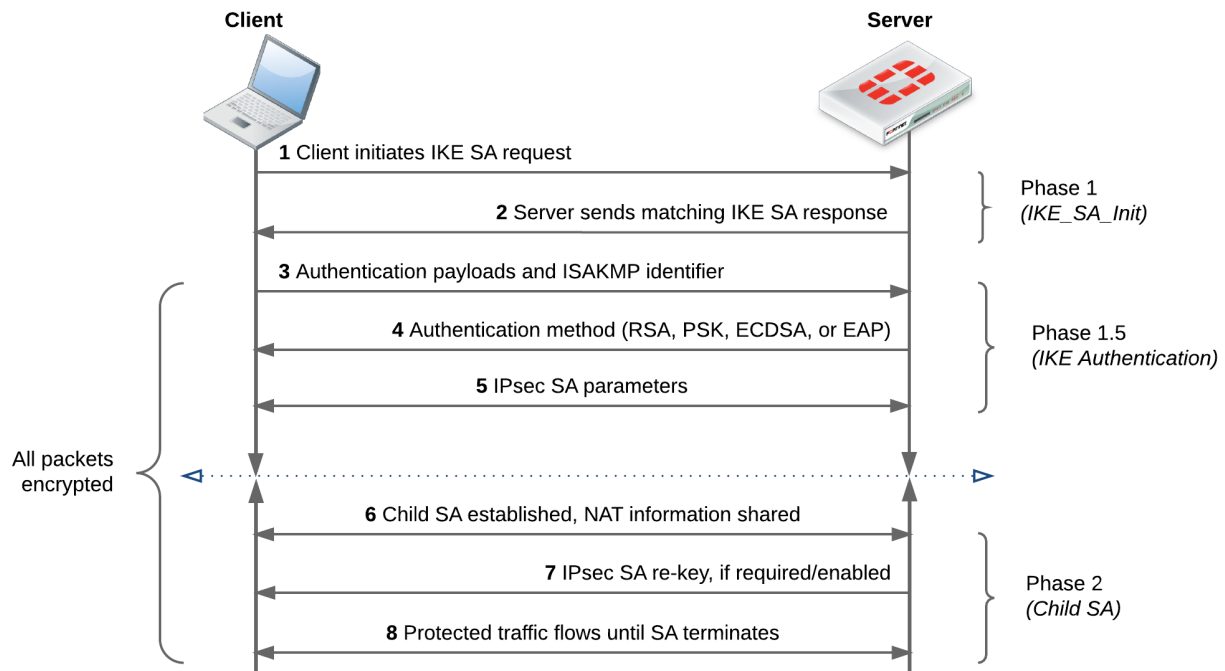 Client
Server
1 Client initiates IKE SA request
2 Server sends matching IKE SA response
Phase 1
(IKE_SA_Init)
3 Authentication payloads and ISAKMP identifier
4 Authentication method (RSA, PSK, ECDSA, or EAP)
Phase 1.5
(IKE Authentication)
5 IPsec SA parameters
All packets
encrypted
6 Child SA established, NAT information shared
7 IPsec SA re-key, if required/enabled
Phase 2
(Child SA)
8 Protected traffic flows until SA terminates